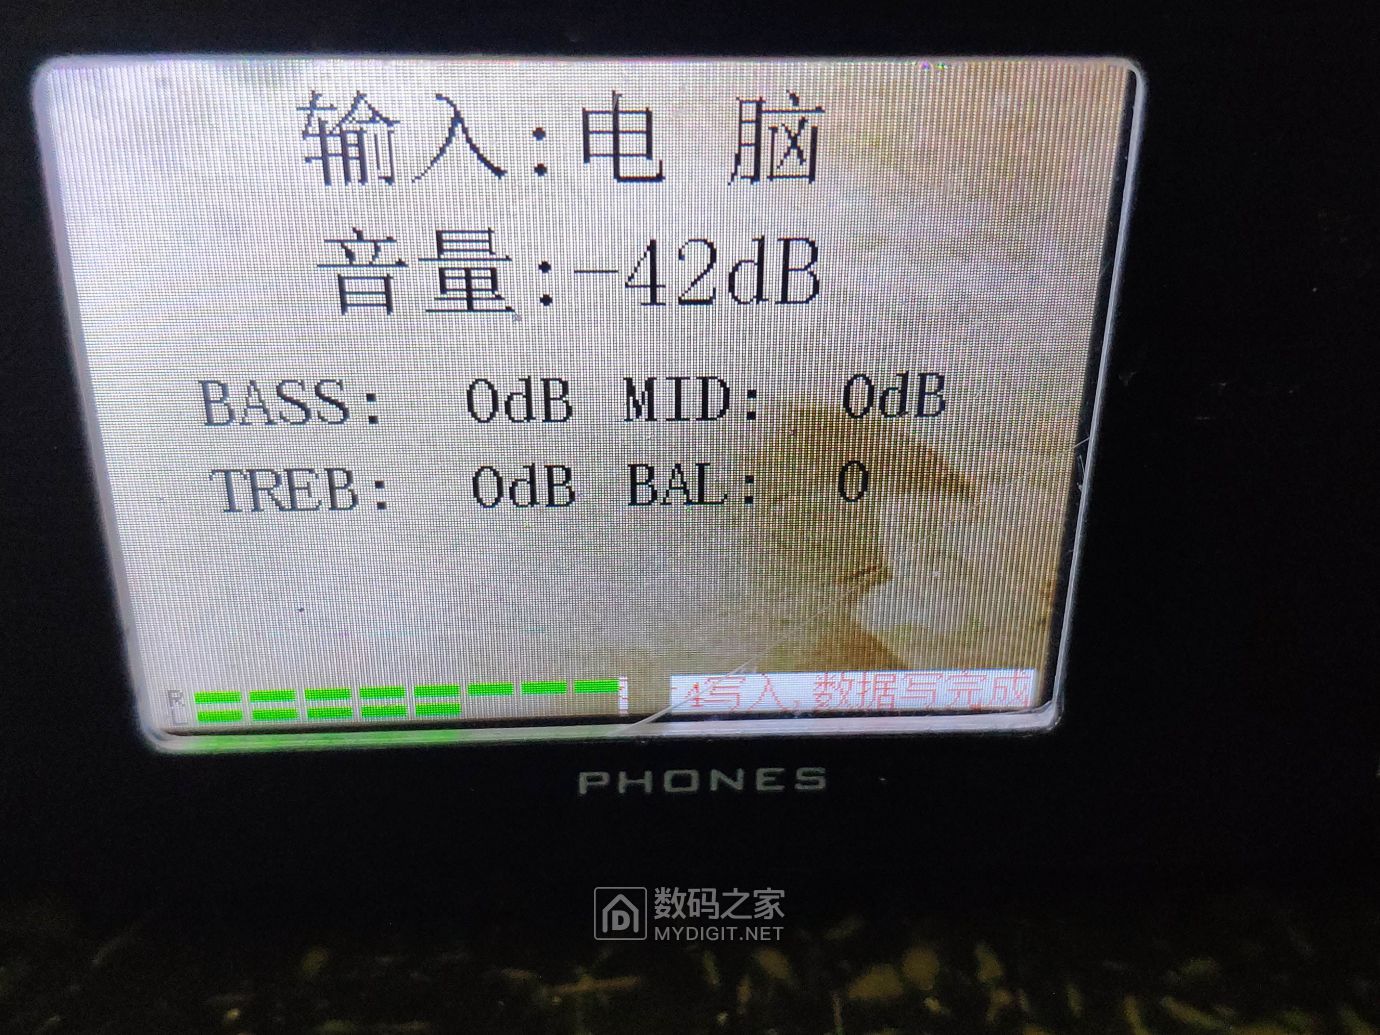 输入:电 脑
音量:-42dB
BASS: 0dB MID: 0dB
TREB: 0dB BAL: 0
R
L
4写入,数据写完成
PHONES
数码之家
MYDIGIT.NET